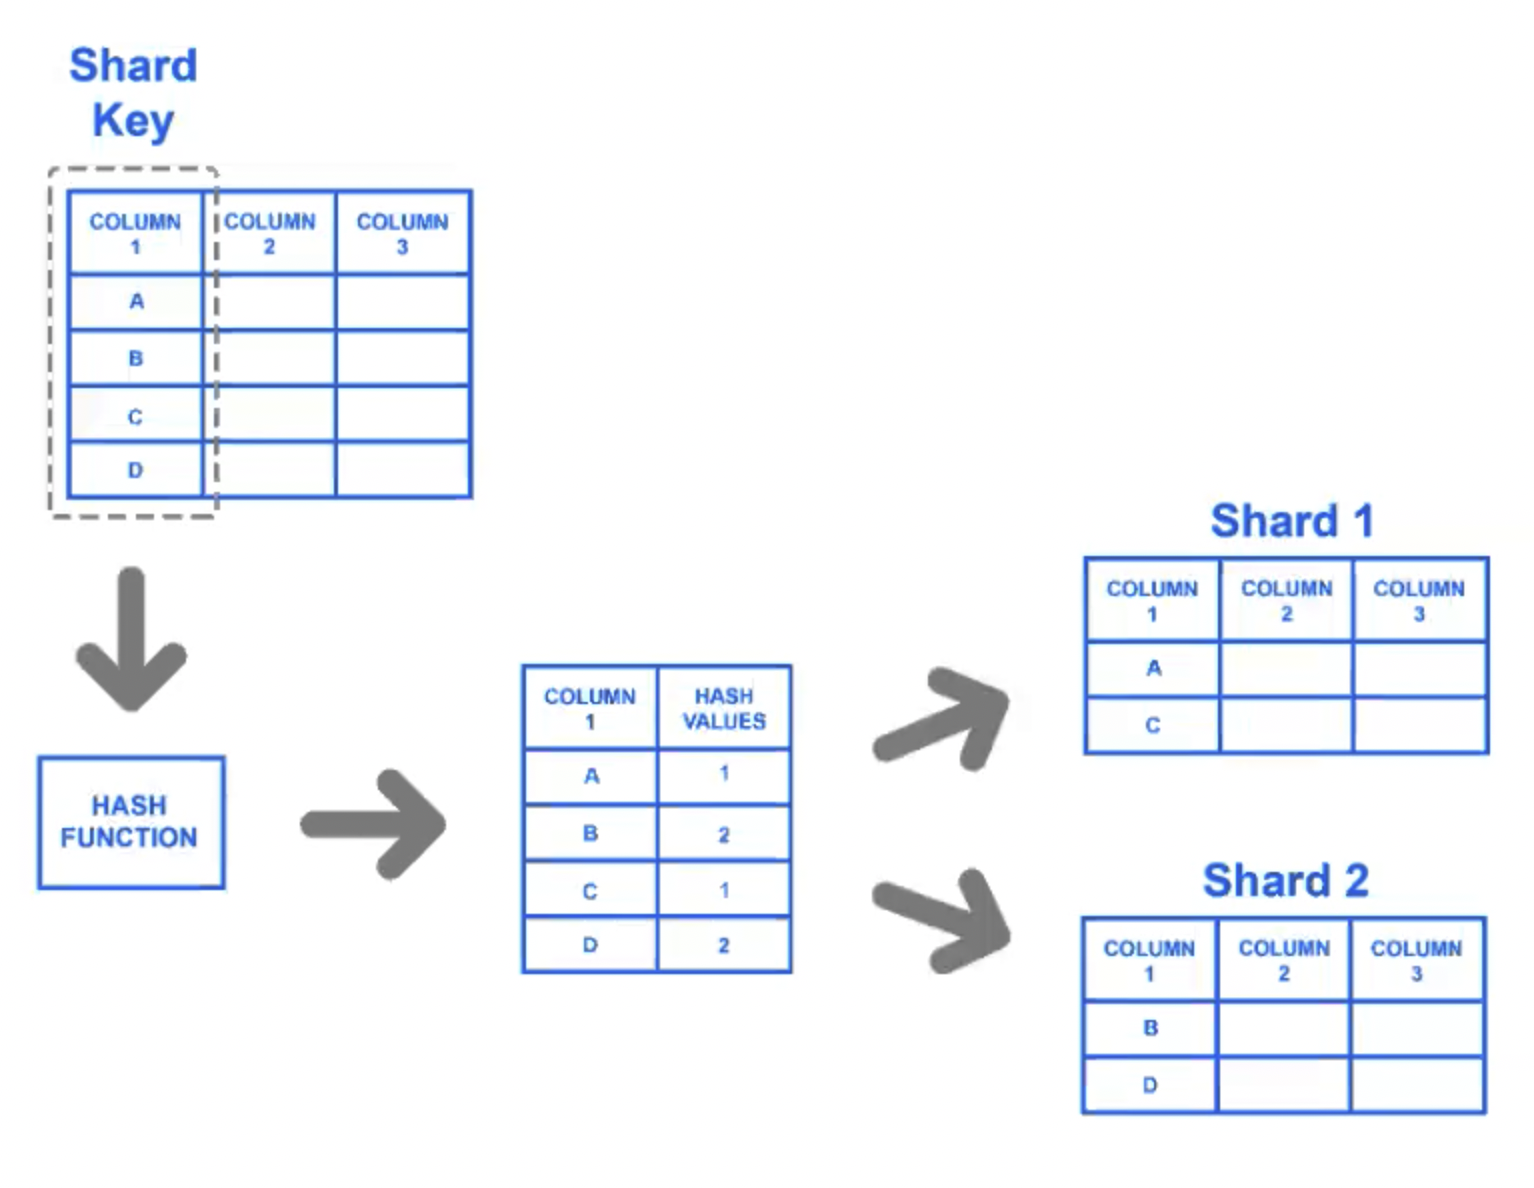 Shard
Key
COLUMN COLUMN COLUMN
1 2 3
A
B
C
D
HASH
FUNCTION
COLUMN HASH
1 VALUES
A 1
B 2
C 1
D 2
Shard 1
COLUMN COLUMN COLUMN
1 2 3
A
C
Shard 2
COLUMN COLUMN COLUMN
1 2 3
B
D